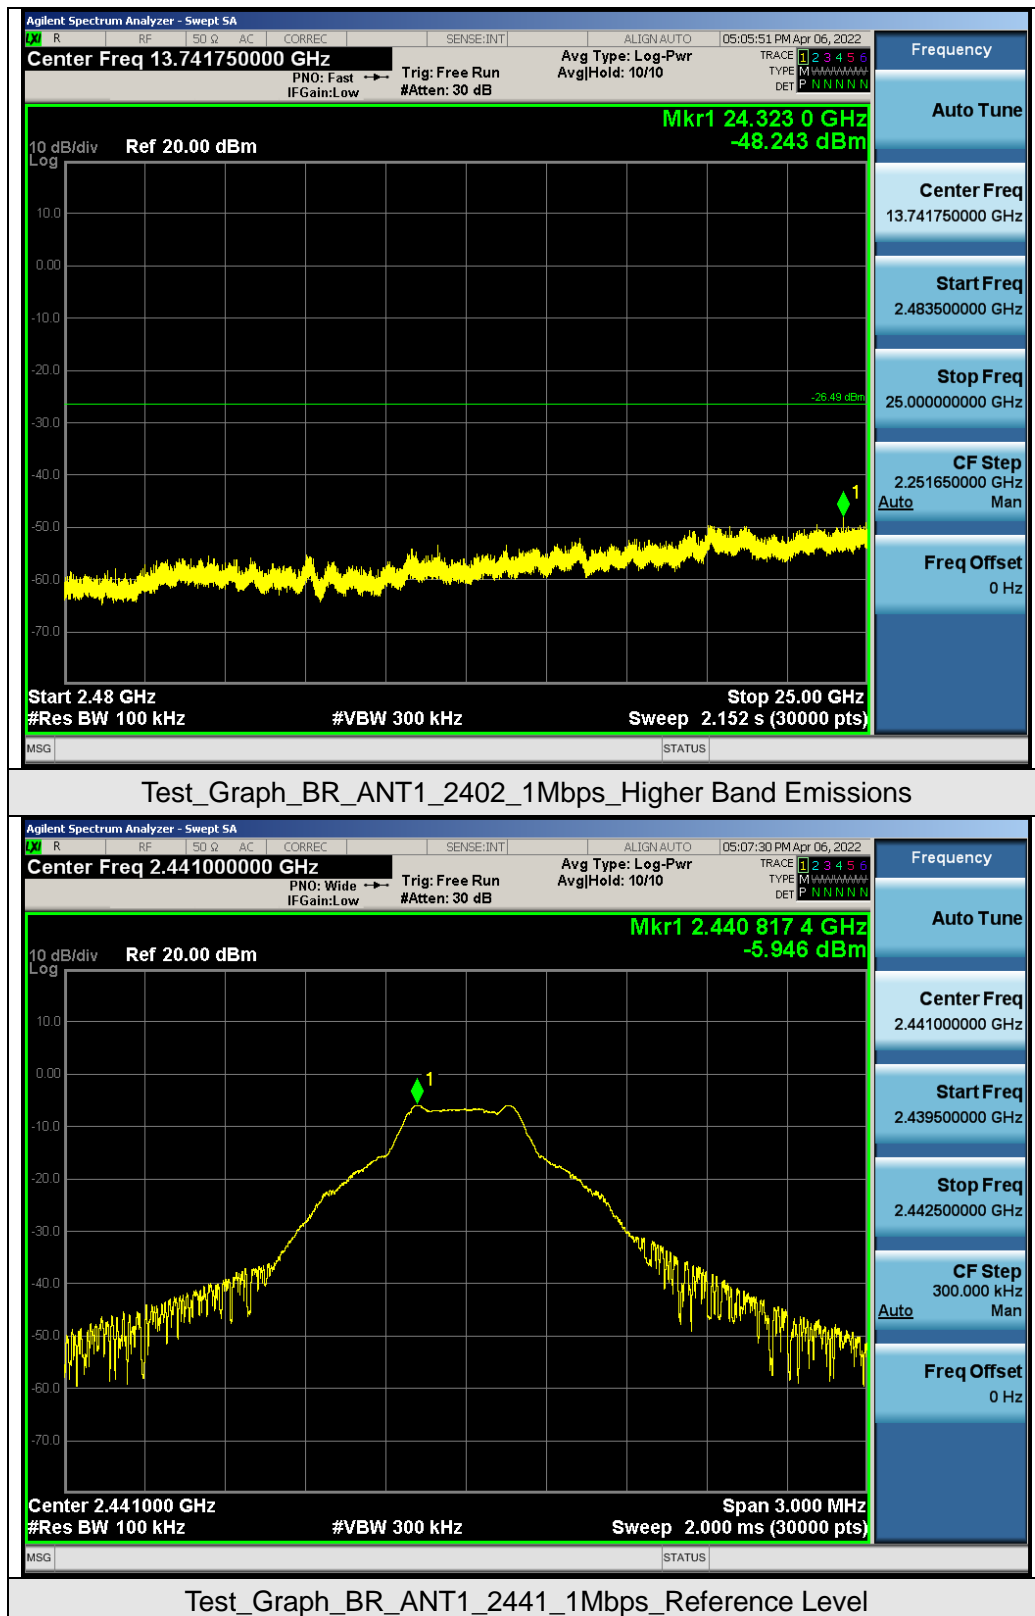 Agilent Spectrum Analyzer - Swept SA
LXI R RF 50 Ω AC CORREC SENSE:INT ALIGN AUTO 05:05:51 PM Apr 06, 2022
Center Freq 13.741750000 GHz
PNO: Fast
IFGain:Low
Trig: Free Run
#Atten: 30 dB
Avg Type: Log-Pwr
Avg|Hold: 10/10
TRACE 1 2 3 4 5 6
TYPE M
DET P N N N N N
Frequency
Mkr1 24.323 0 GHz
-48.243 dBm
10 dB/div Ref 20.00 dBm
Log
10.0
0.00
-10.0
-20.0
-30.0
-40.0
-50.0
-60.0
-70.0
-26.49 dBm
1
Start 2.48 GHz Stop 25.00 GHz
#Res BW 100 kHz #VBW 300 kHz Sweep 2.152 s (30000 pts)
MSG STATUS
Auto Tune
Center Freq
13.741750000 GHz
Start Freq
2.483500000 GHz
Stop Freq
25.000000000 GHz
CF Step
2.251650000 GHz
Auto Man
Freq Offset
0 Hz
Test_Graph_BR_ANT1_2402_1Mbps_Higher Band Emissions
Agilent Spectrum Analyzer - Swept SA
LXI R RF 50 Ω AC CORREC SENSE:INT ALIGN AUTO 05:07:30 PM Apr 06, 2022
Center Freq 2.441000000 GHz
PNO: Wide
IFGain:Low
Trig: Free Run
#Atten: 30 dB
Avg Type: Log-Pwr
Avg|Hold: 10/10
TRACE 1 2 3 4 5 6
TYPE M
DET P N N N N N
Frequency
Mkr1 2.440 817 4 GHz
-5.946 dBm
10 dB/div Ref 20.00 dBm
Log
10.0
0.00
-10.0
-20.0
-30.0
-40.0
-50.0
-60.0
-70.0
1
Center 2.441000 GHz Span 3.000 MHz
#Res BW 100 kHz #VBW 300 kHz Sweep 2.000 ms (30000 pts)
MSG STATUS
Auto Tune
Center Freq
2.441000000 GHz
Start Freq
2.439500000 GHz
Stop Freq
2.442500000 GHz
CF Step
300.000 kHz
Auto Man
Freq Offset
0 Hz
Test_Graph_BR_ANT1_2441_1Mbps_Reference Level